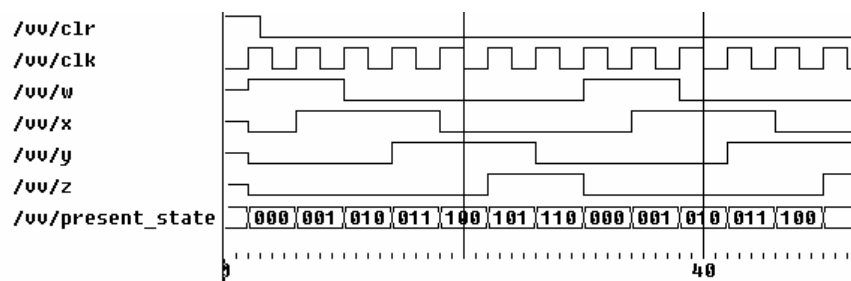 /vv/clr
/vv/clk
/vv/w
/vv/x
/vv/y
/vv/z
/vv/present_state 000 001 010 011 100 101 110 000 001 010 011 100
0 40